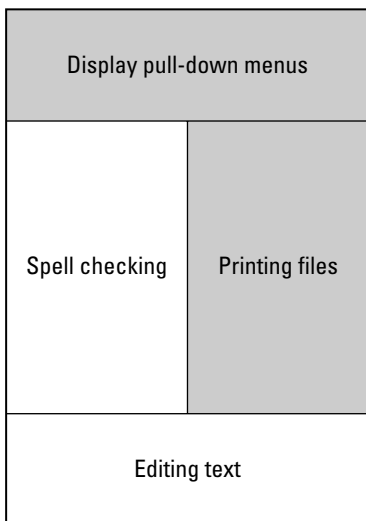 Display pull-down menus
Spell checking
Printing files
Editing text